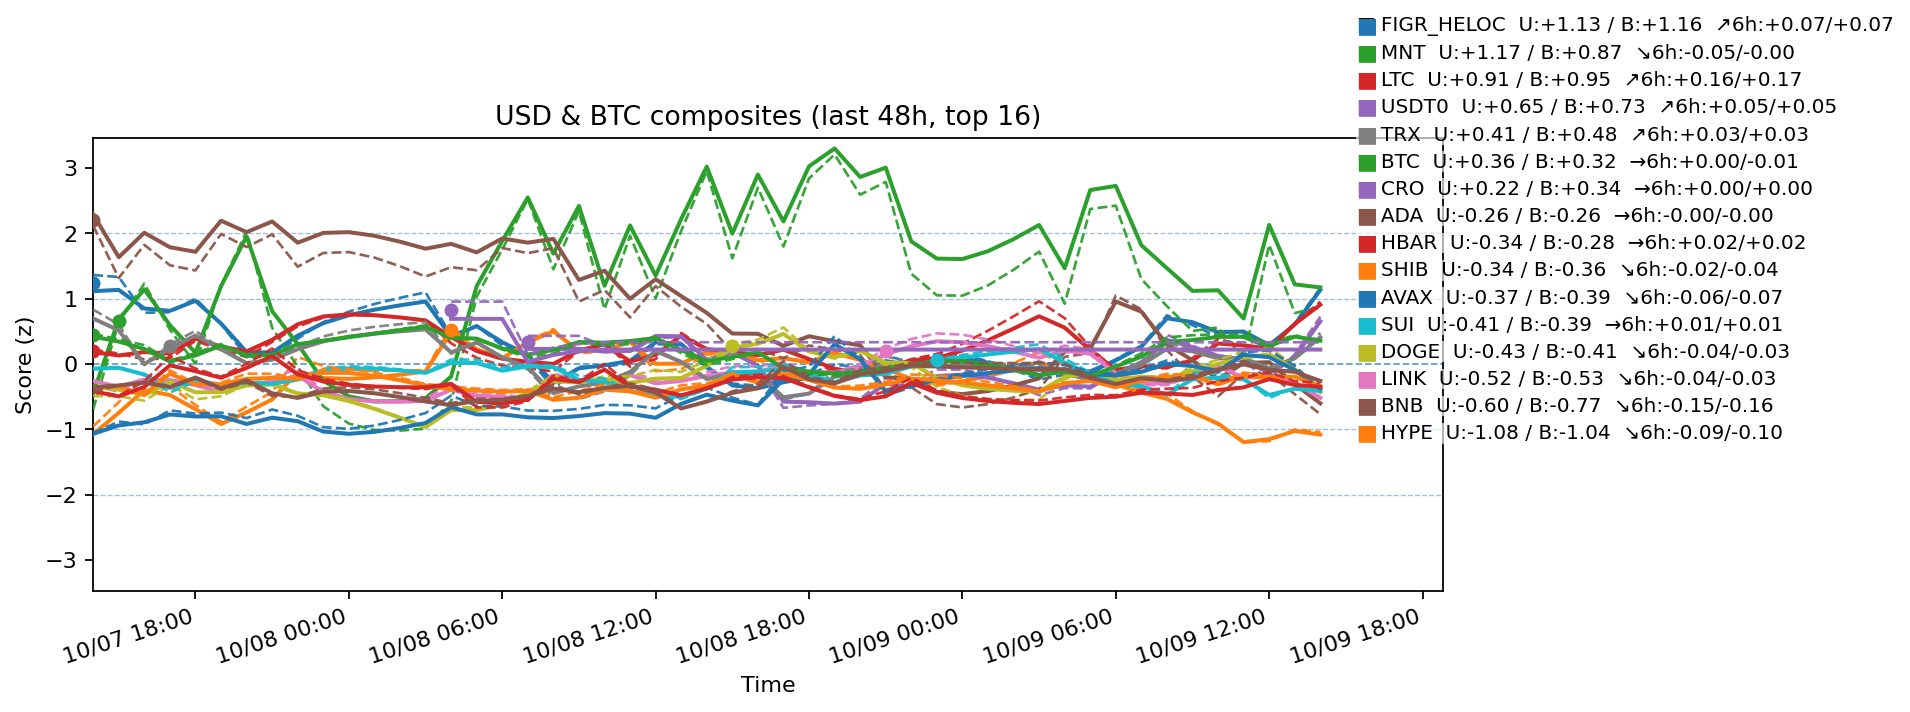 FIGR_HELOC  U:+1.13 / B:+1.16  ↗6h:+0.07/+0.07
MNT  U:+1.17 / B:+0.87  ↘6h:-0.05/-0.00
LTC  U:+0.91 / B:+0.95  ↗6h:+0.16/+0.17
USDT0  U:+0.65 / B:+0.73  ↗6h:+0.05/+0.05
TRX  U:+0.41 / B:+0.48  ↗6h:+0.03/+0.03
BTC  U:+0.36 / B:+0.32  →6h:+0.00/-0.01
CRO  U:+0.22 / B:+0.34  →6h:+0.00/+0.00
ADA  U:-0.26 / B:-0.26  →6h:-0.00/-0.00
HBAR  U:-0.34 / B:-0.28  →6h:+0.02/+0.02
SHIB  U:-0.34 / B:-0.36  ↘6h:-0.02/-0.04
AVAX  U:-0.37 / B:-0.39  ↘6h:-0.06/-0.07
SUI  U:-0.41 / B:-0.39  →6h:+0.01/+0.01
DOGE  U:-0.43 / B:-0.41  ↘6h:-0.04/-0.03
LINK  U:-0.52 / B:-0.53  ↘6h:-0.04/-0.03
BNB  U:-0.60 / B:-0.77  ↘6h:-0.15/-0.16
HYPE  U:-1.08 / B:-1.04  ↘6h:-0.09/-0.10
USD & BTC composites (last 48h, top 16)
Score (z)
3
2
1
0
−1
−2
−3
10/07 18:00
10/08 00:00
10/08 06:00
10/08 12:00
10/08 18:00
10/09 00:00
10/09 06:00
10/09 12:00
10/09 18:00
Time